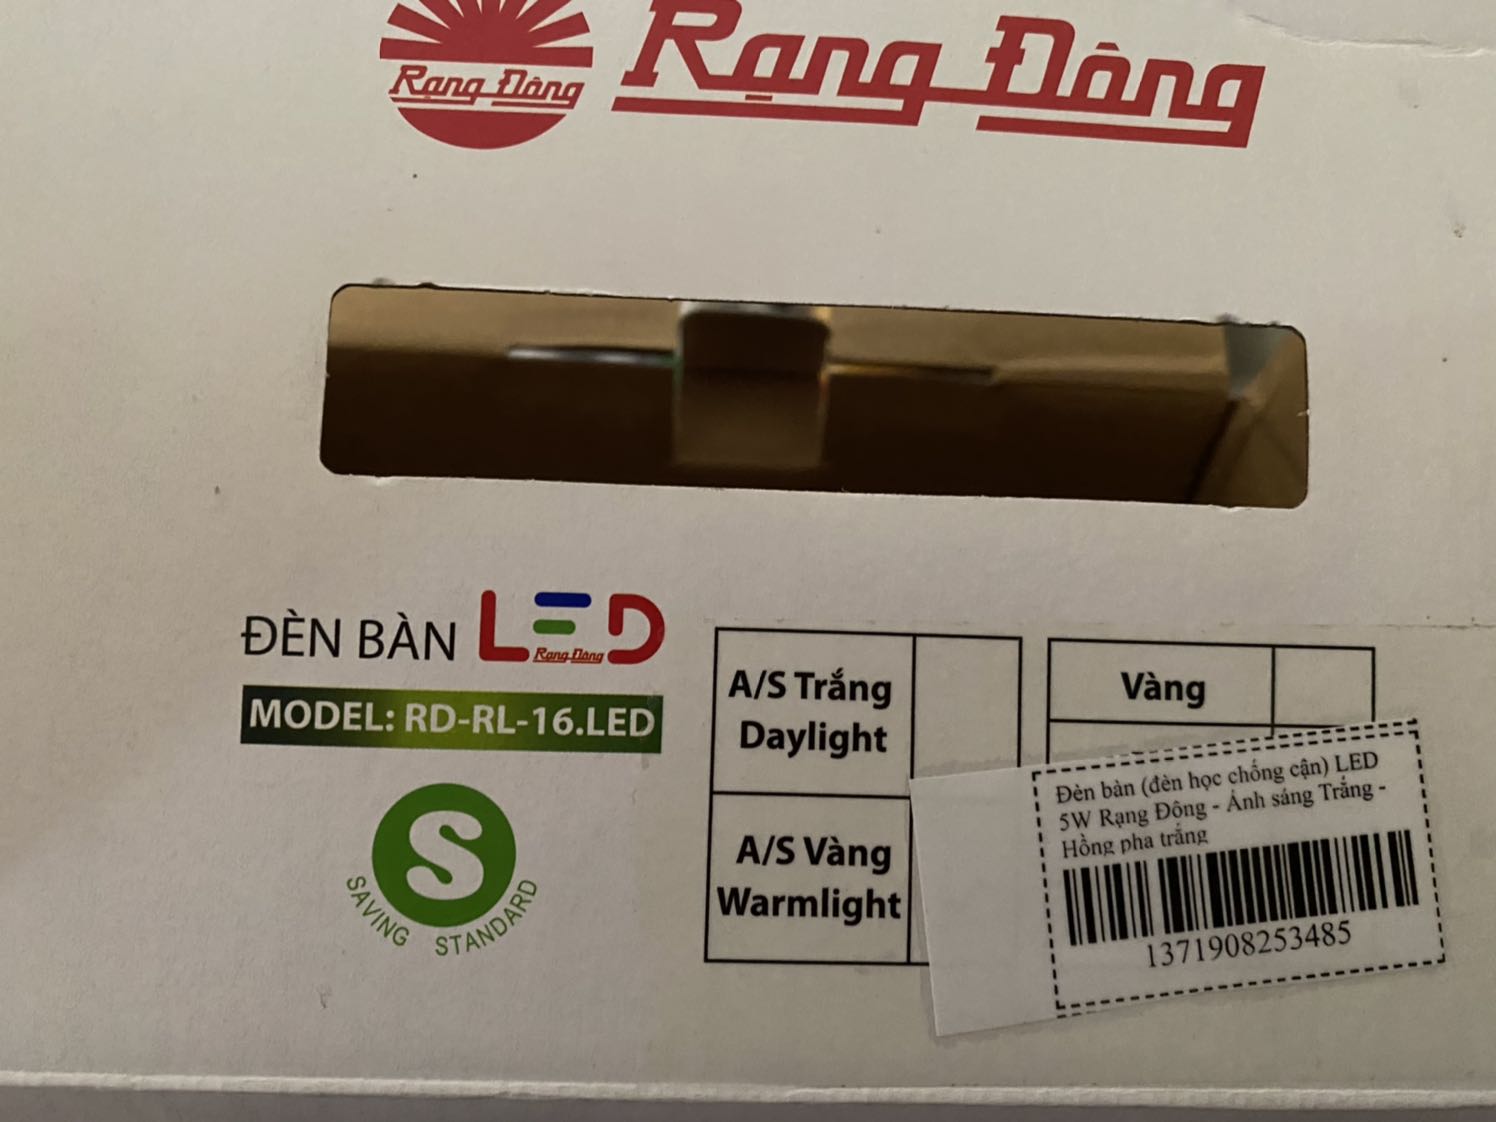 Rạng Đông
Rạng Đông
ĐÈN BÀN LED
Rạng Đông
MODEL: RD-RL-16.LED
S
SAVING STANDARD
A/S Trắng
Daylight
A/S Vàng
Warmlight
Vàng
Đèn bàn (đèn học chống cận) LED
5W Rạng Đông - Ánh sáng Trắng -
Hồng pha trắng
1371908253485